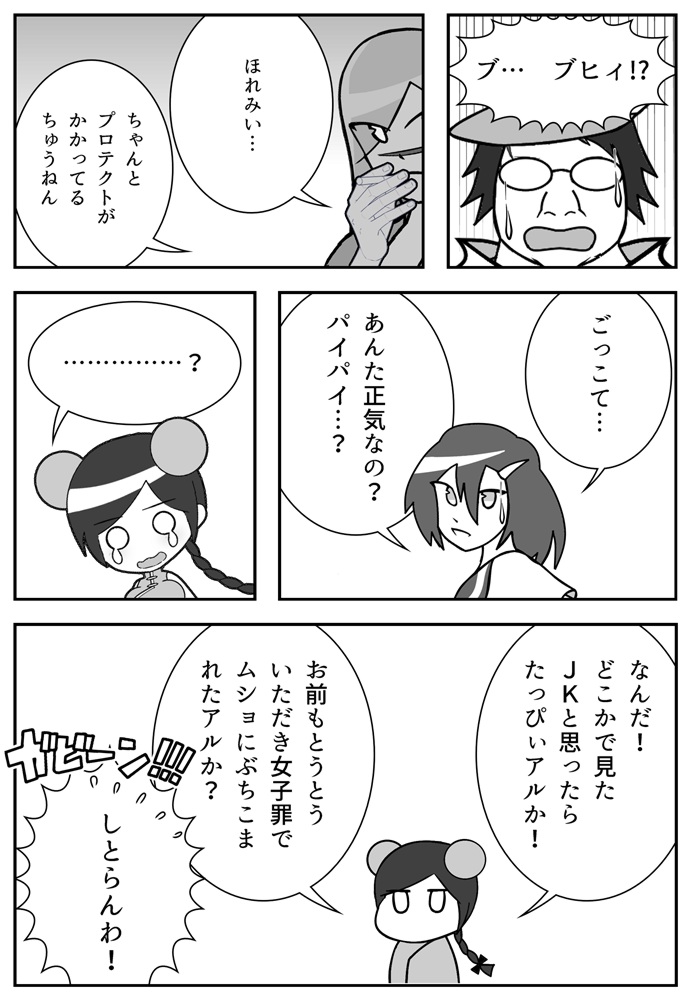 ブ… ブヒィ!?
ほれみい…
ちゃんと
プロテクトが
かかってる
ちゅうねん
ごっこて…
あんた正気なの？
パイパイ…？
……………？
なんだ！
どこかで見た
ＪＫと思ったら
たっぴぃアルか！
お前もとうとう
いただき女子罪で
ムショにぶちこま
れたアルか？
ガビーン!!!
しとらんわ！